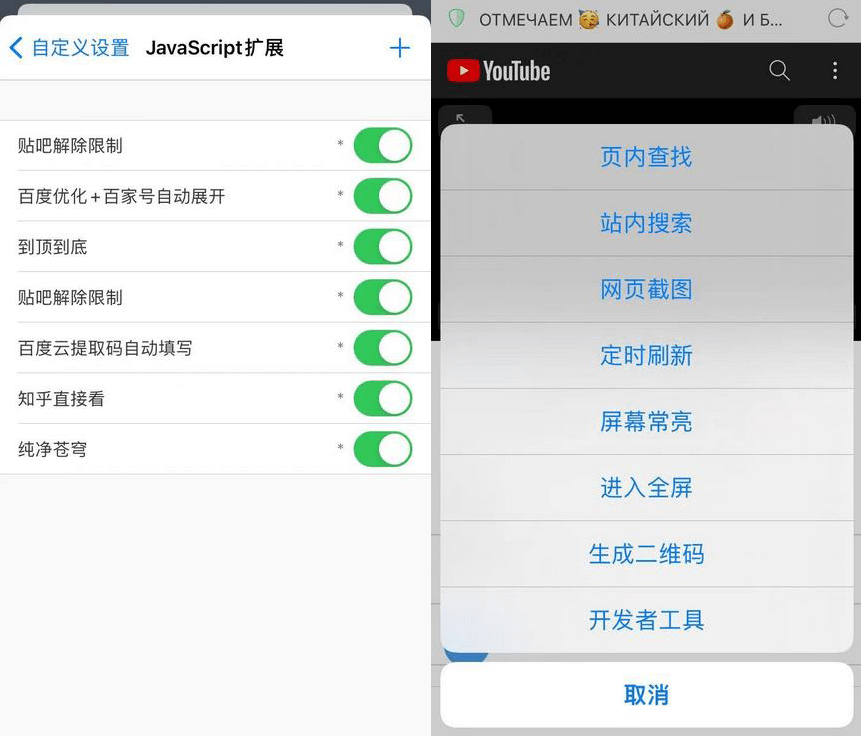 自定义设置 JavaScript扩展 +
贴吧解除限制 *
百度优化+百家号自动展开 *
到顶到底 *
贴吧解除限制 *
百度云提取码自动填写 *
知乎直接看 *
纯净苍穹 *
ОТМЕЧАЕМ 🥳 КИТАЙСКИЙ 🍊 И Б...
YouTube
页内查找
站内搜索
网页截图
定时刷新
屏幕常亮
进入全屏
生成二维码
开发者工具
取消